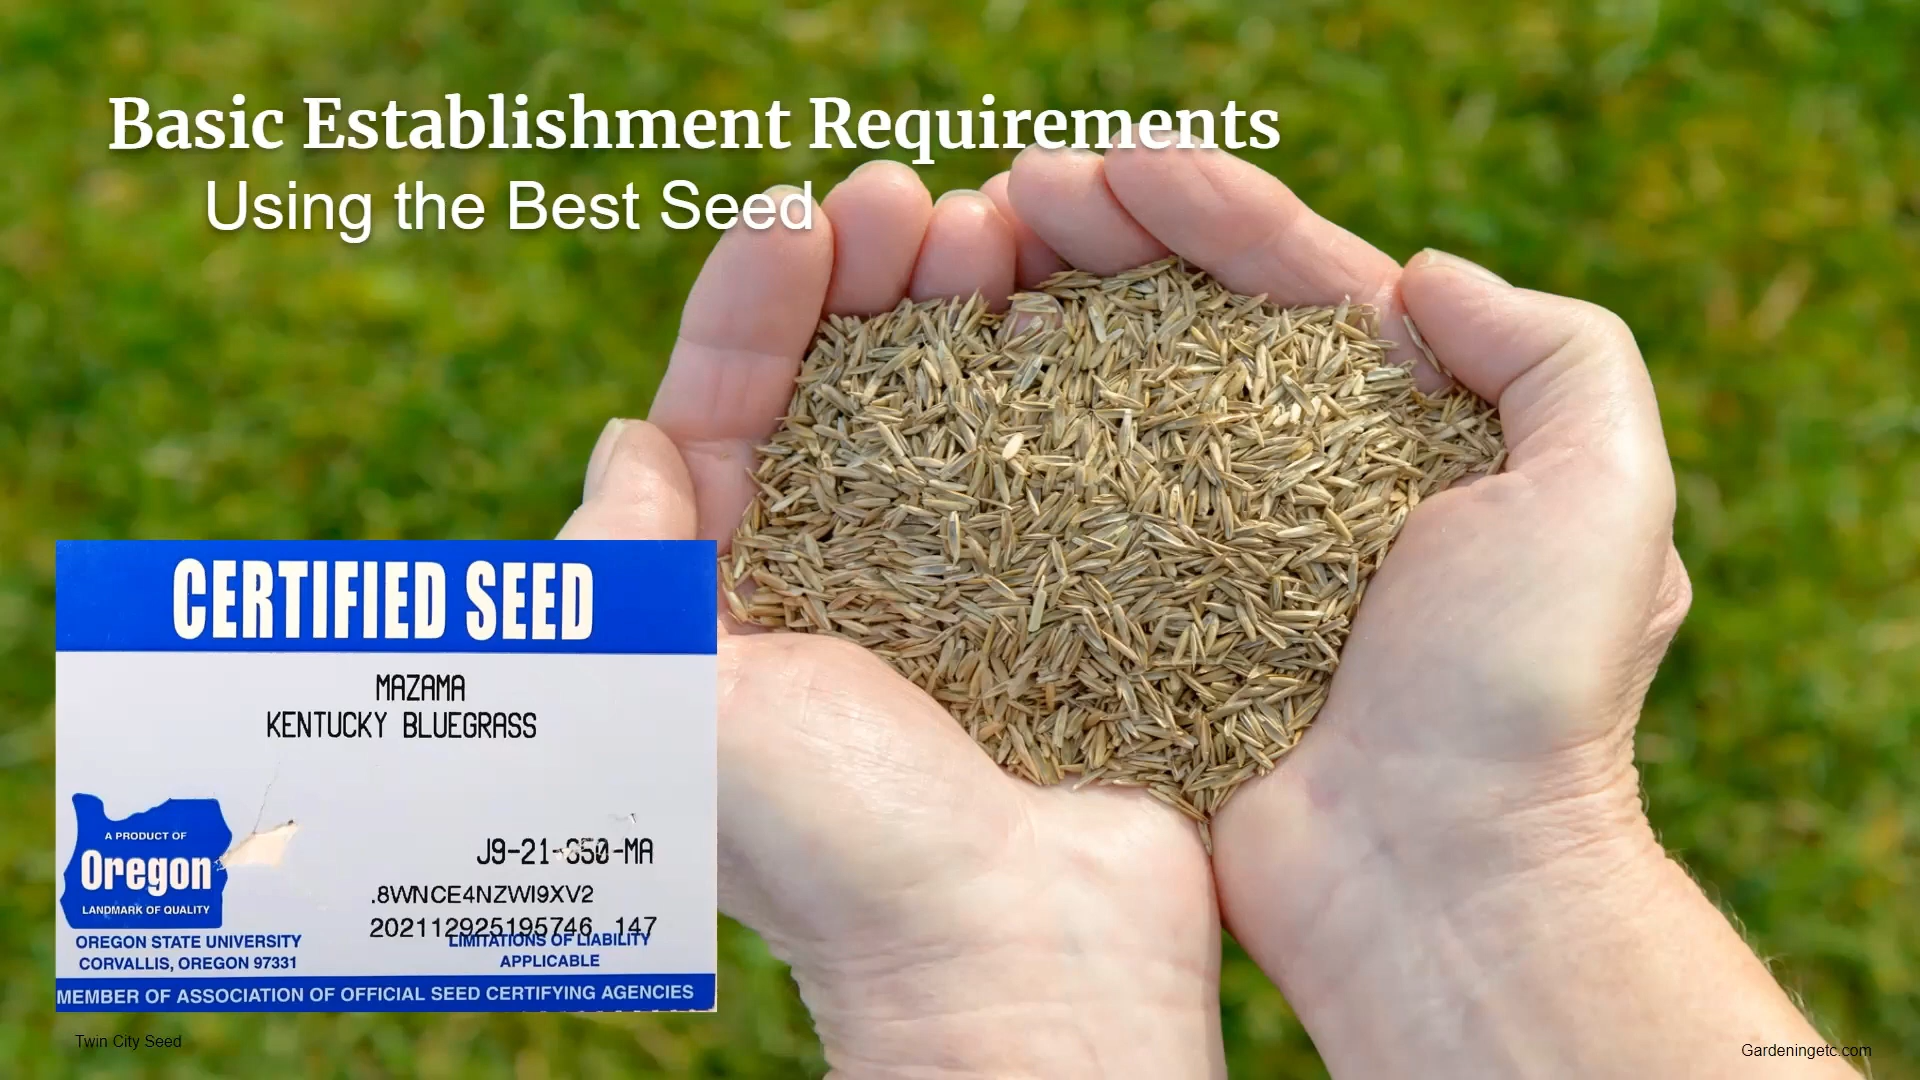 Basic Establishment Requirements
Using the Best Seed
CERTIFIED SEED
MAZAMA
KENTUCKY BLUEGRASS
A PRODUCT OF
Oregon
LANDMARK OF QUALITY
OREGON STATE UNIVERSITY
CORVALLIS, OREGON 97331
.8WNCE4NZWI9XV2
202112925195746 147
LIMITATIONS OF LIABILITY
APPLICABLE
MEMBER OF ASSOCIATION OF OFFICIAL SEED CERTIFYING AGENCIES
Twin City Seed
Gardeningetc.com